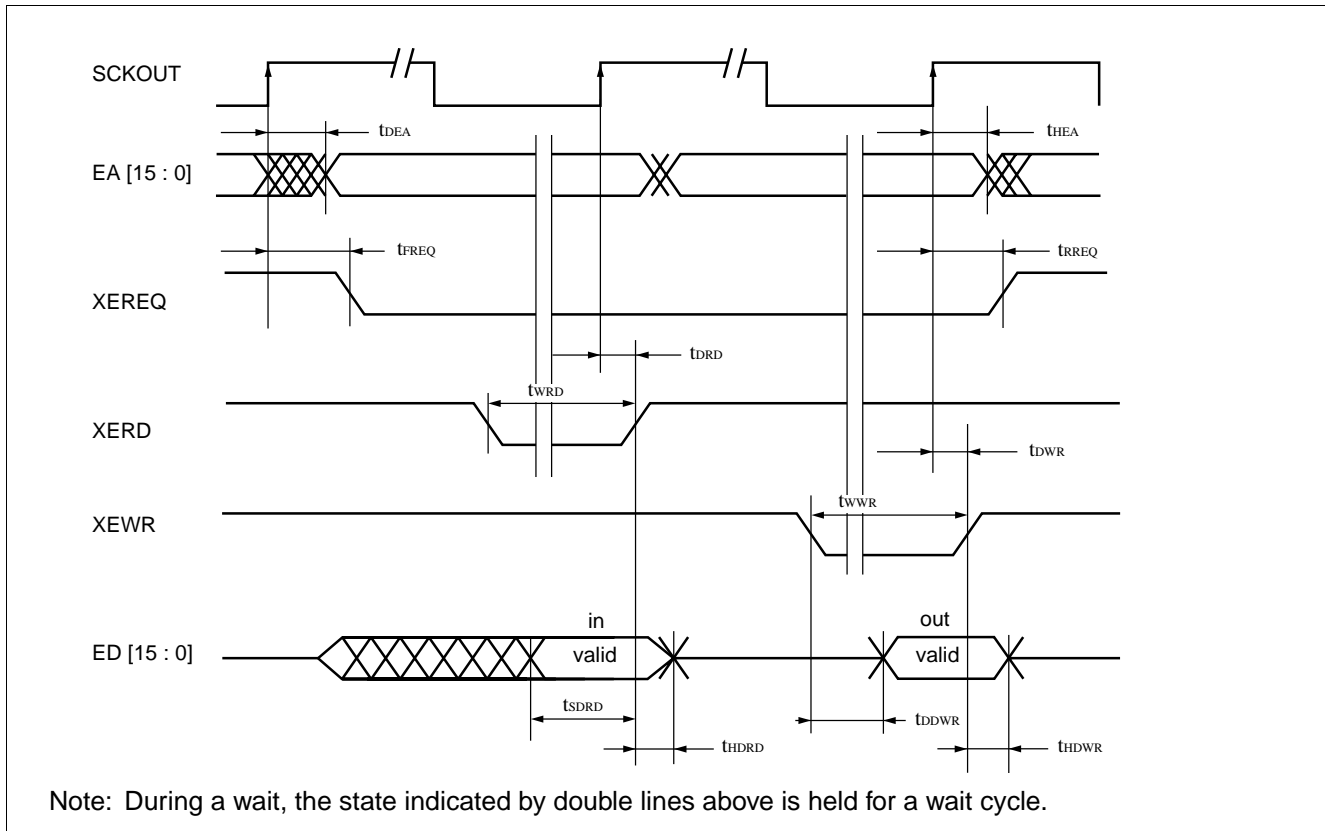 SCKOUT
tDEA
tHEA
EA [15 : 0]
tFREQ
tRREQ
XEREQ
tDRD
tWRD
XERD
tDWR
tWWR
XEWR
in
out
ED [15 : 0]
valid
valid
tSDRD
tDDWR
tHDRD
tHDWR
Note: During a wait, the state indicated by double lines above is held for a wait cycle.